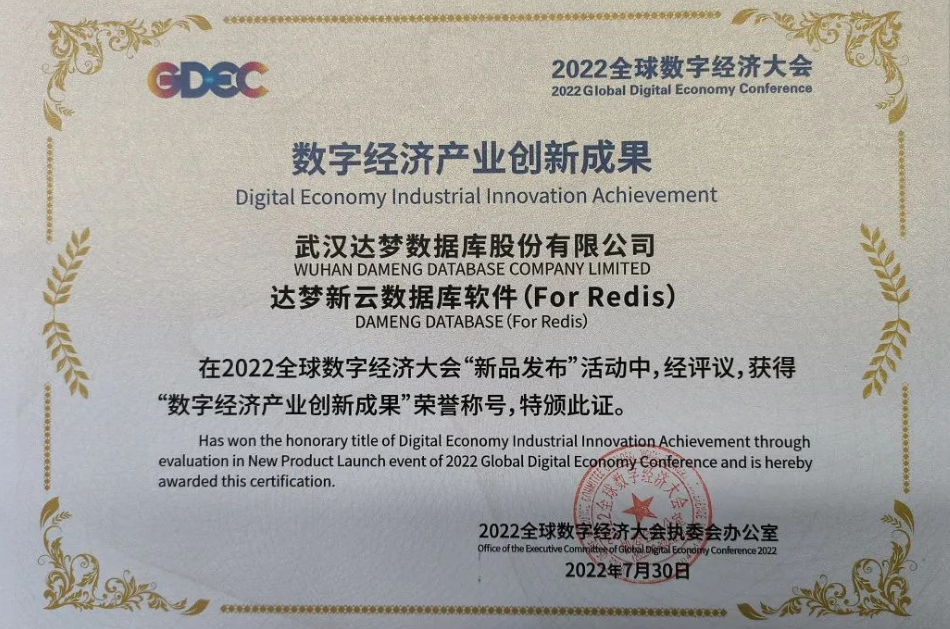 GDEC
2022全球数字经济大会
2022 Global Digital Economy Conference
数字经济产业创新成果
Digital Economy Industrial Innovation Achievement
武汉达梦数据库股份有限公司
WUHAN DAMENG DATABASE COMPANY LIMITED
达梦新云数据库软件(For Redis)
DAMENG DATABASE(For Redis)
在2022全球数字经济大会“新品发布”活动中,经评议,获得
“数字经济产业创新成果”荣誉称号,特颁此证。
Has won the honorary title of Digital Economy Industrial Innovation Achievement through
evaluation in New Product Launch event of 2022 Global Digital Economy Conference and is hereby
awarded this certification.
2022全球数字经济大会执委会办公室
Office of the Executive Committee of Global Digital Economy Conference 2022
2022年7月30日